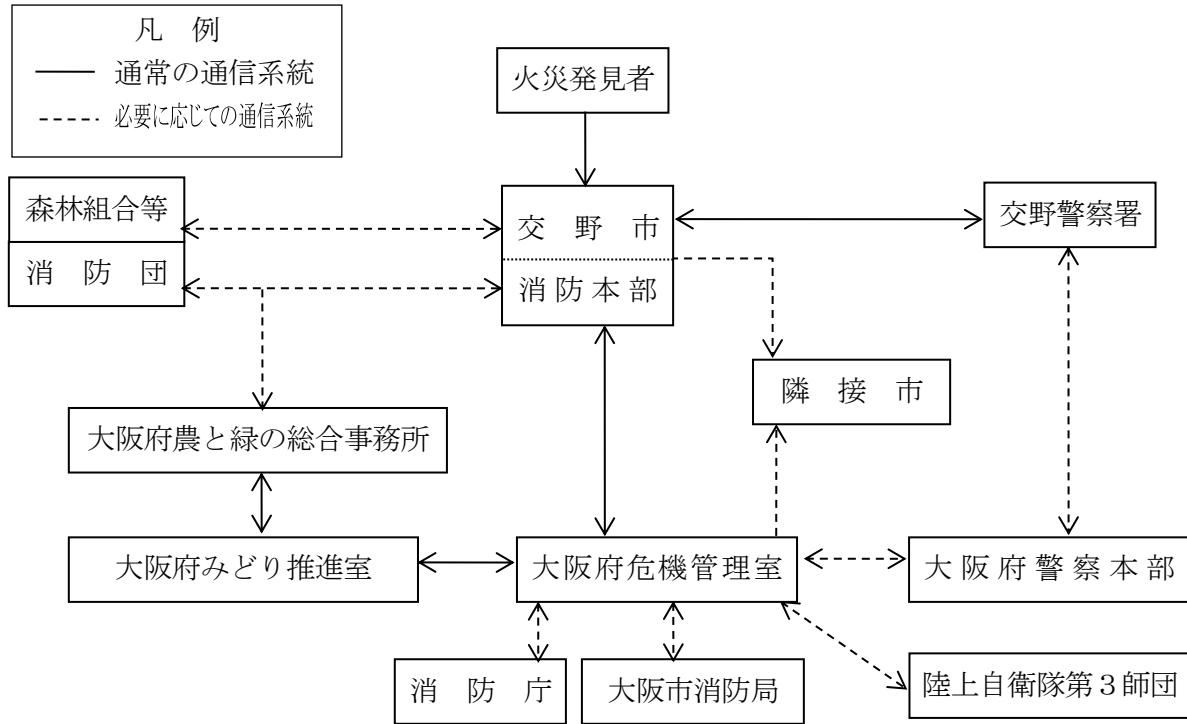 凡 例
通常の通信系統
必要に応じての通信系統
火災発見者
森林組合等
消 防 団
交 野 市
消防本部
交野警察署
隣 接 市
大阪府農と緑の総合事務所
大阪府みどり推進室
大阪府危機管理室
大阪府警察本部
消 防 庁
大阪市消防局
陸上自衛隊第３師団